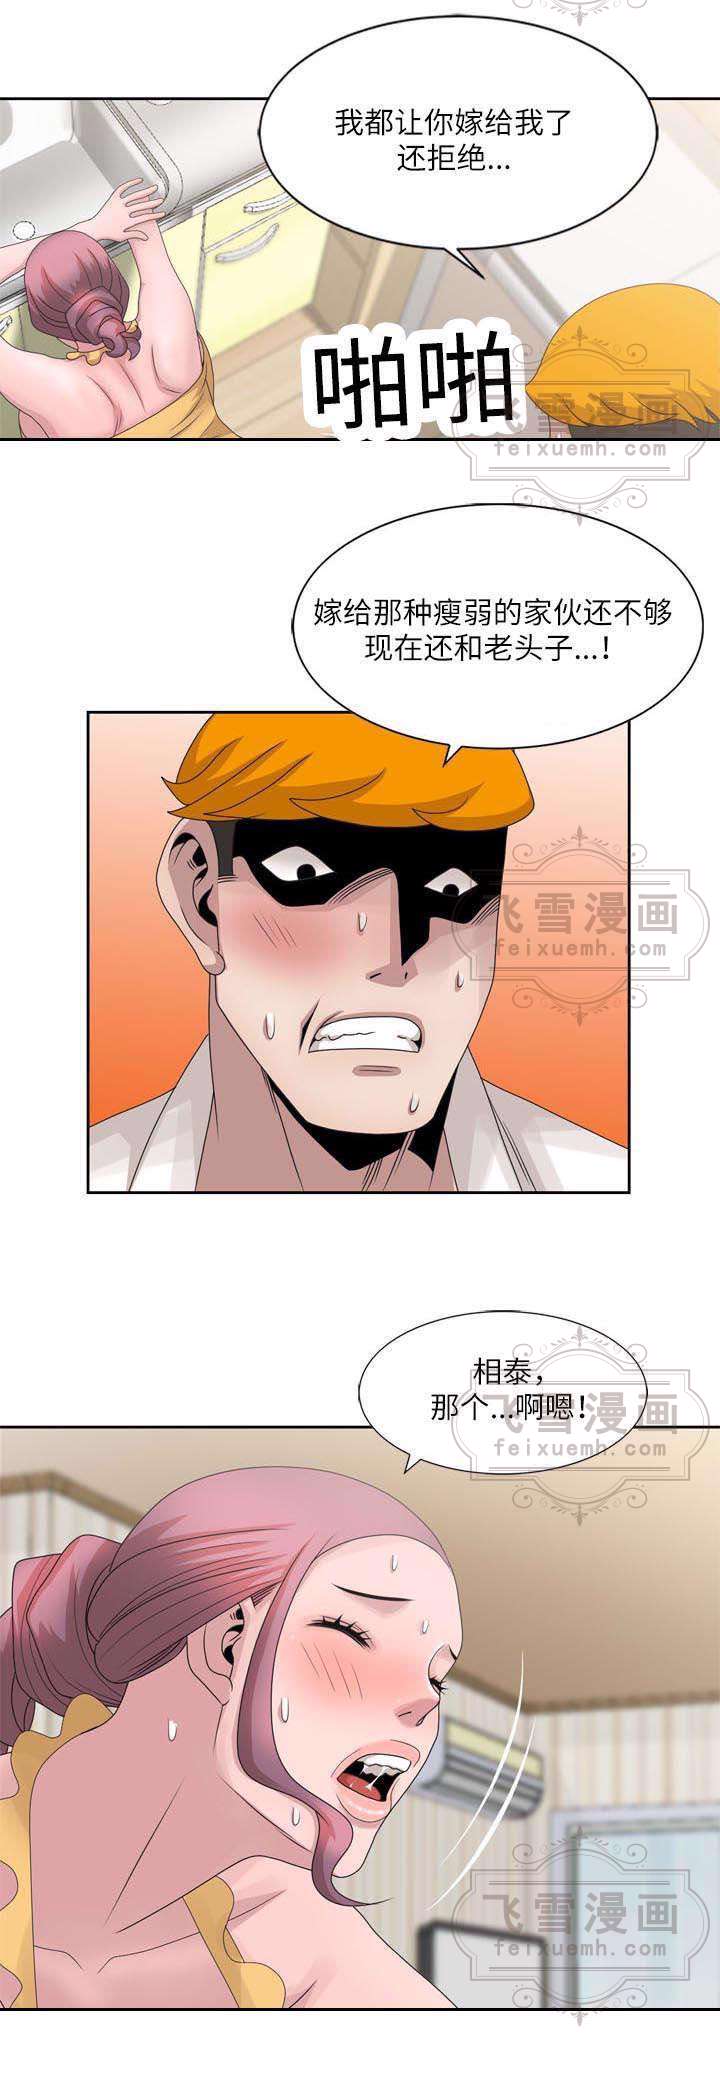 我都让你嫁给我了
还拒绝...
啪啪
飞雪漫画
feixuemh.com
嫁给那种瘦弱的家伙还不够
现在还和老头子...!
飞雪漫画
feixuemh.com
相泰，
那个...啊嗯!
飞雪漫画
feixuemh.com
飞雪漫画
feixuemh.com